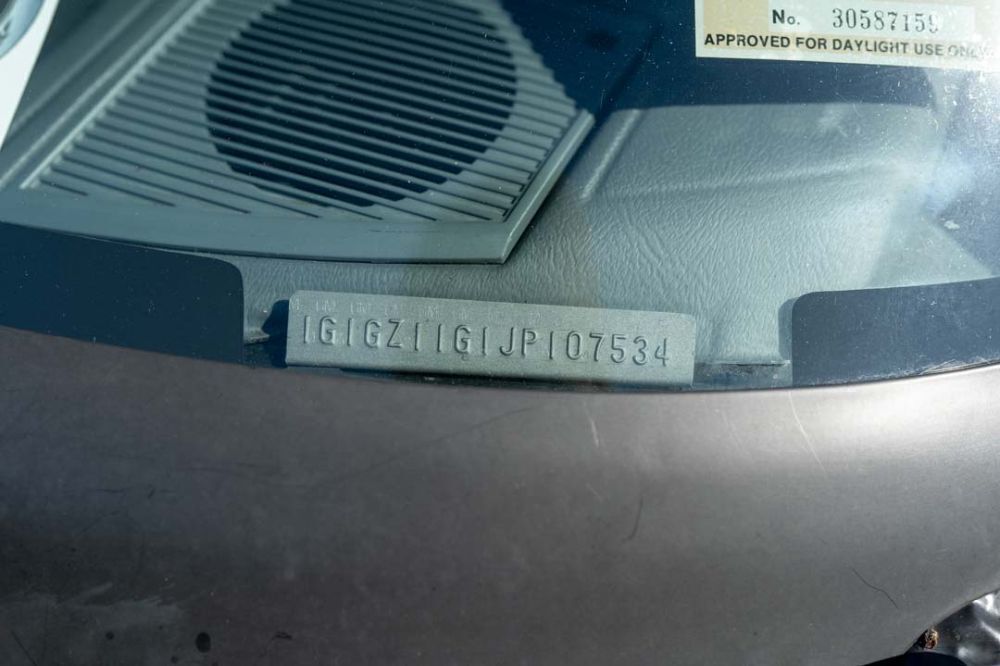 No. 30587159
APPROVED FOR DAYLIGHT USE ONLY
1G1GZ11G1JP107534